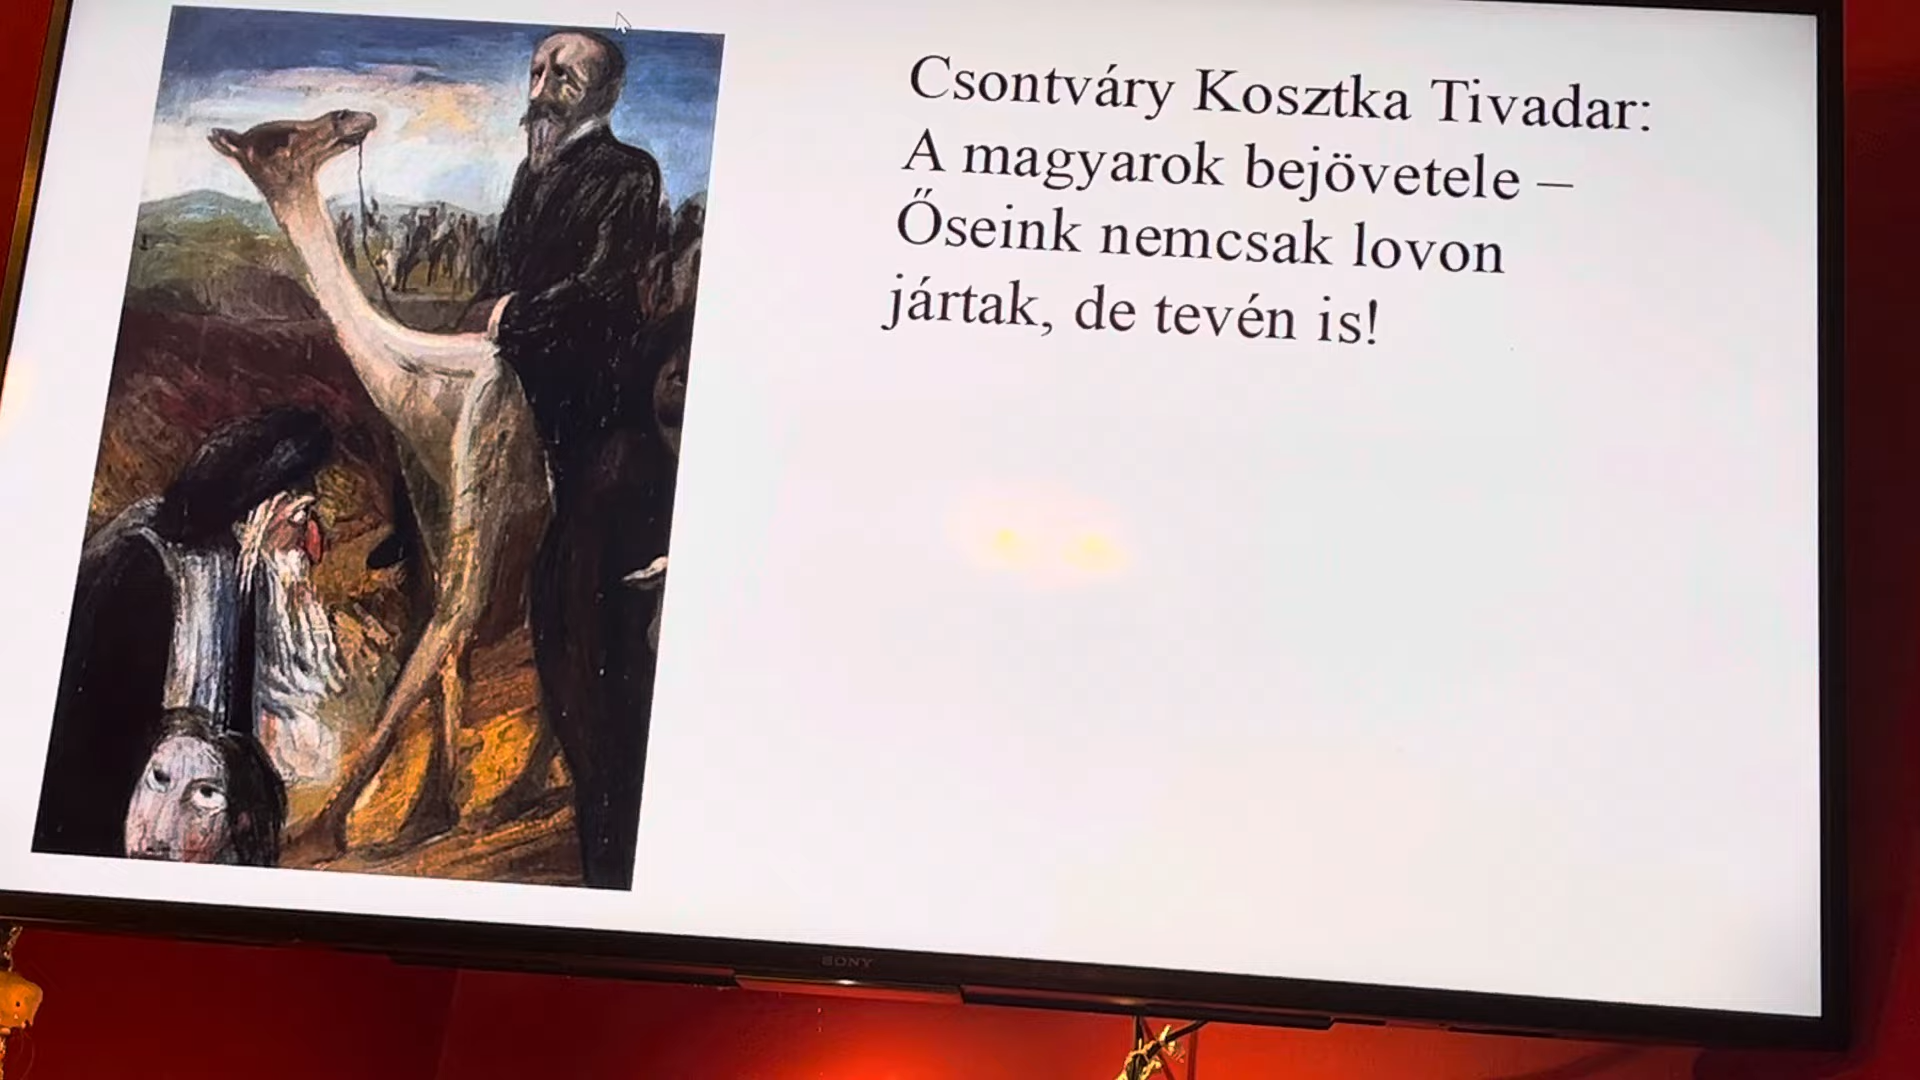 Csontváry Kosztka Tivadar:
A magyarok bejövetele –
Őseink nemcsak lovon
jártak, de tevén is!
SONY